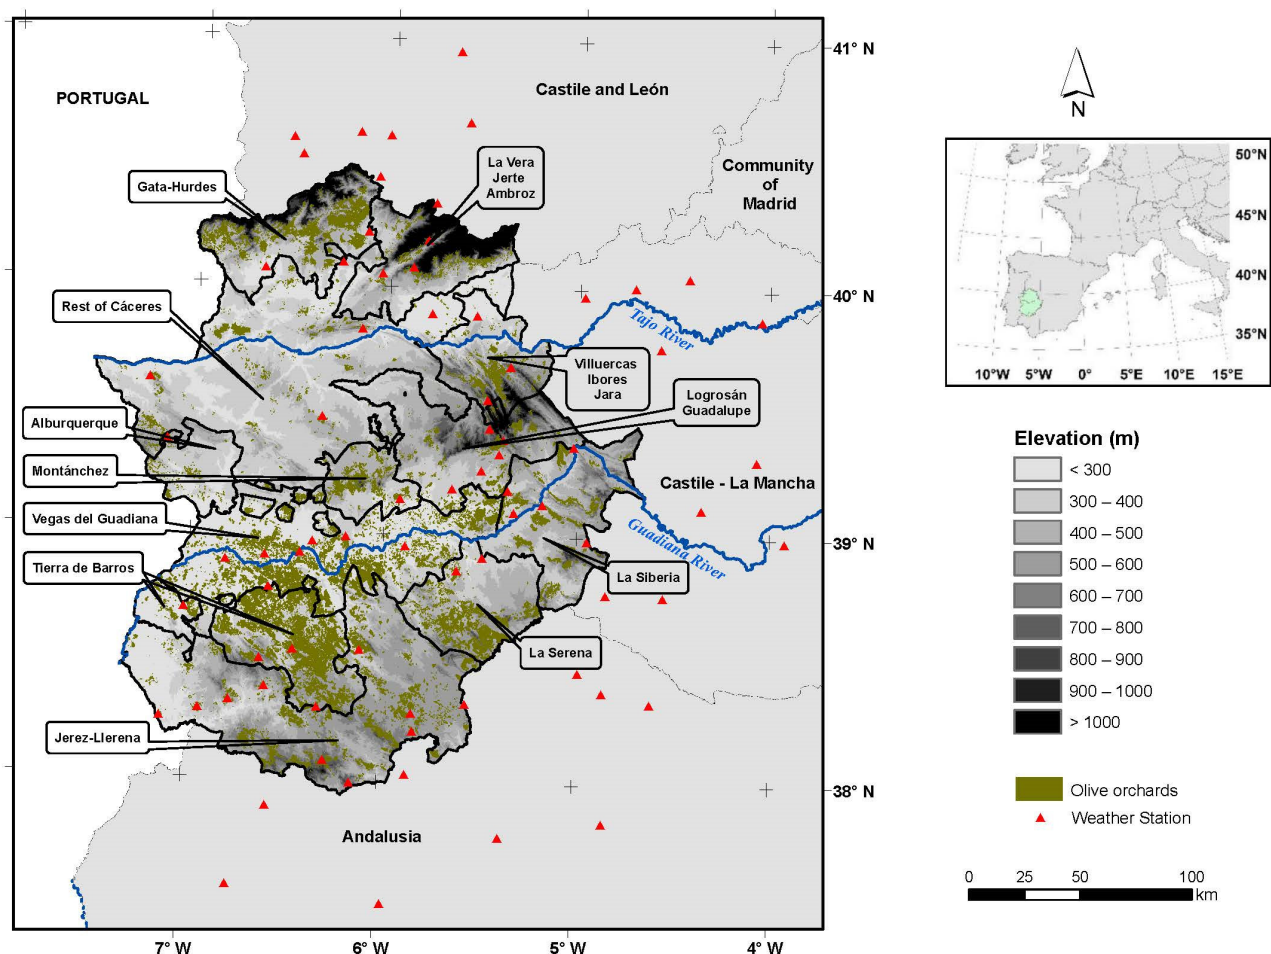 PORTUGAL
Castile and León
Community
of
Madrid
La Vera
Jerte
Ambroz
Gata-Hurdes
Rest of Cáceres
Tajo River
Villuercas
Ibores
Jara
Logrosán
Guadalupe
Alburquerque
Montánchez
Castile - La Mancha
Vegas del Guadiana
Guadiana River
Tierra de Barros
La Siberia
La Serena
Jerez-Llerena
Andalusia
41° N
40° N
39° N
38° N
7° W
6° W
5° W
4° W
N
50°N
45°N
40°N
35°N
10°W
5°W
0°
5°E
10°E
15°E
Elevation (m)
< 300
300 – 400
400 – 500
500 – 600
600 – 700
700 – 800
800 – 900
900 – 1000
> 1000
Olive orchards
Weather Station
0
25
50
100
km